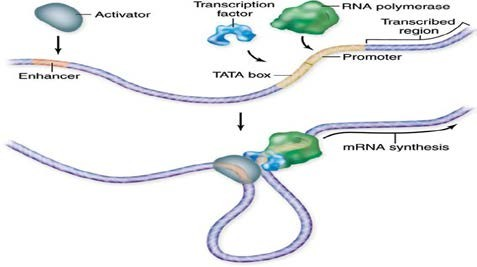 Activator
Transcription
factor
RNA polymerase
Transcribed
region
Enhancer
TATA box
Promoter
mRNA synthesis